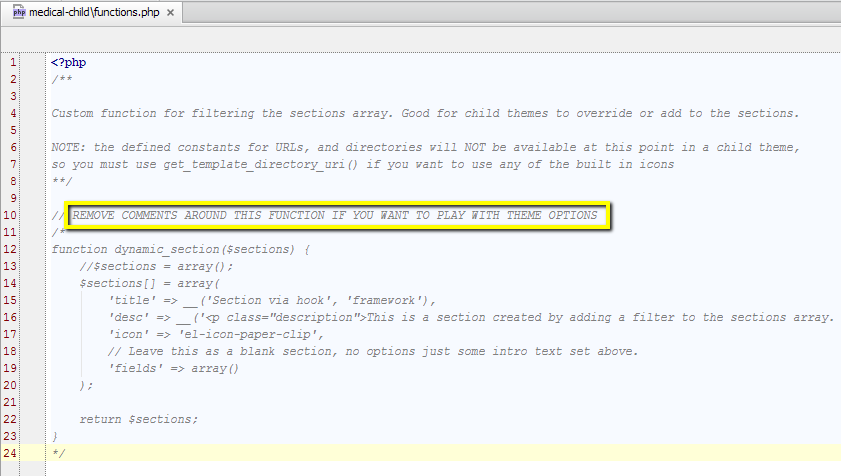 php medical-child\functions.php ×
1 <?php
2 /**
3
4 Custom function for filtering the sections array. Good for child themes to override or add to the sections.
5
6 NOTE: the defined constants for URLs, and directories will NOT be available at this point in a child theme,
7 so you must use get_template_directory_uri() if you want to use any of the built in icons
8 **/
9
10 // REMOVE COMMENTS AROUND THIS FUNCTION IF YOU WANT TO PLAY WITH THEME OPTIONS
11 /*
12 function dynamic_section($sections) {
13 //$sections = array();
14 $sections[] = array(
15 'title' => __('Section via hook', 'framework'),
16 'desc' => __('<p class="description">This is a section created by adding a filter to the sections array.
17 'icon' => 'el-icon-paper-clip',
18 // Leave this as a blank section, no options just some intro text set above.
19 'fields' => array()
20 );
21
22 return $sections;
23 }
24 */